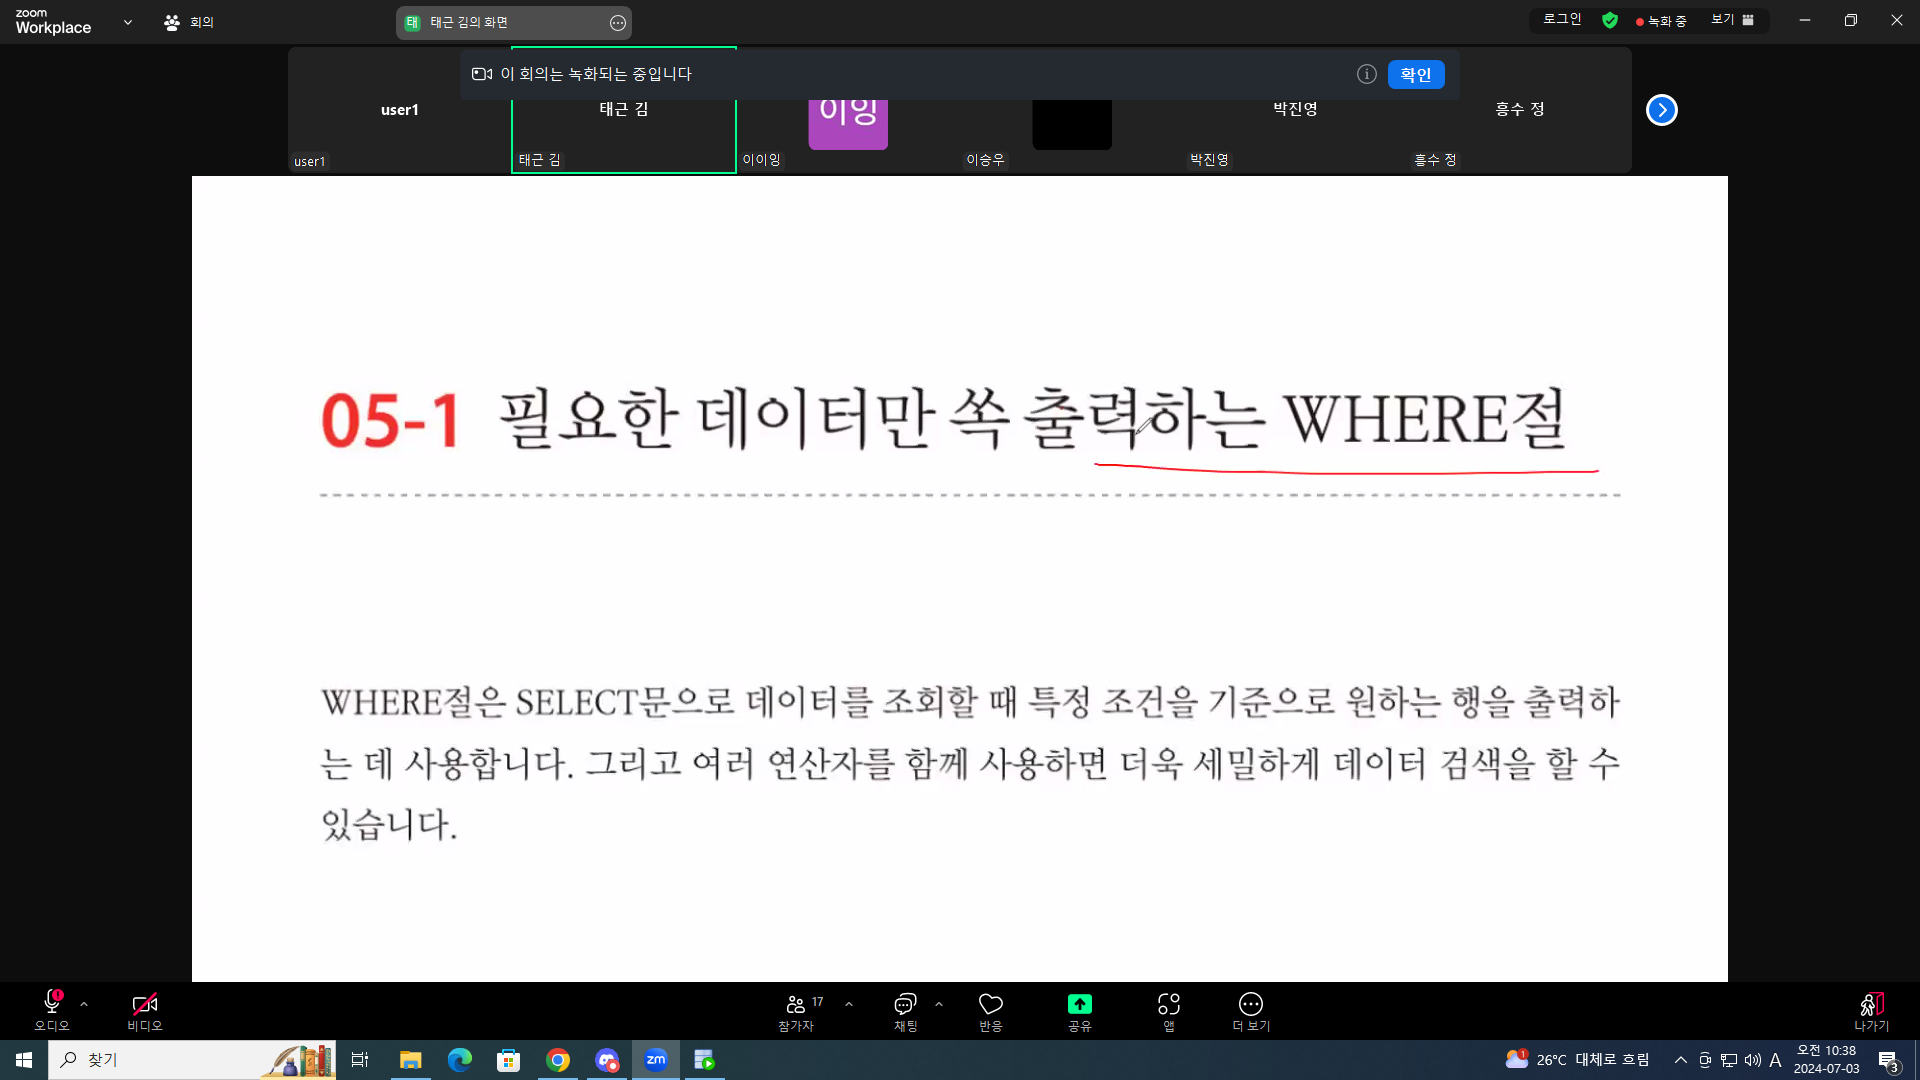 zoom
Workplace
회의
태 태근 김의 화면
로그인
녹화 중
보기
이 회의는 녹화되는 중입니다
확인
user1
태근 김
이잉
박진영
흥수 정
user1
태근 김
이이잉
이승우
박진영
흥수 정
05-1 필요한 데이터만 쏙 출력하는 WHERE절
WHERE절은 SELECT문으로 데이터를 조회할 때 특정 조건을 기준으로 원하는 행을 출력하
는 데 사용합니다. 그리고 여러 연산자를 함께 사용하면 더욱 세밀하게 데이터 검색을 할 수
있습니다.
오디오
비디오
17
참가자
채팅
반응
공유
앱
더 보기
나가기
찾기
zm
1
26°C 대체로 흐림
A
오전 10:38
2024-07-03
3